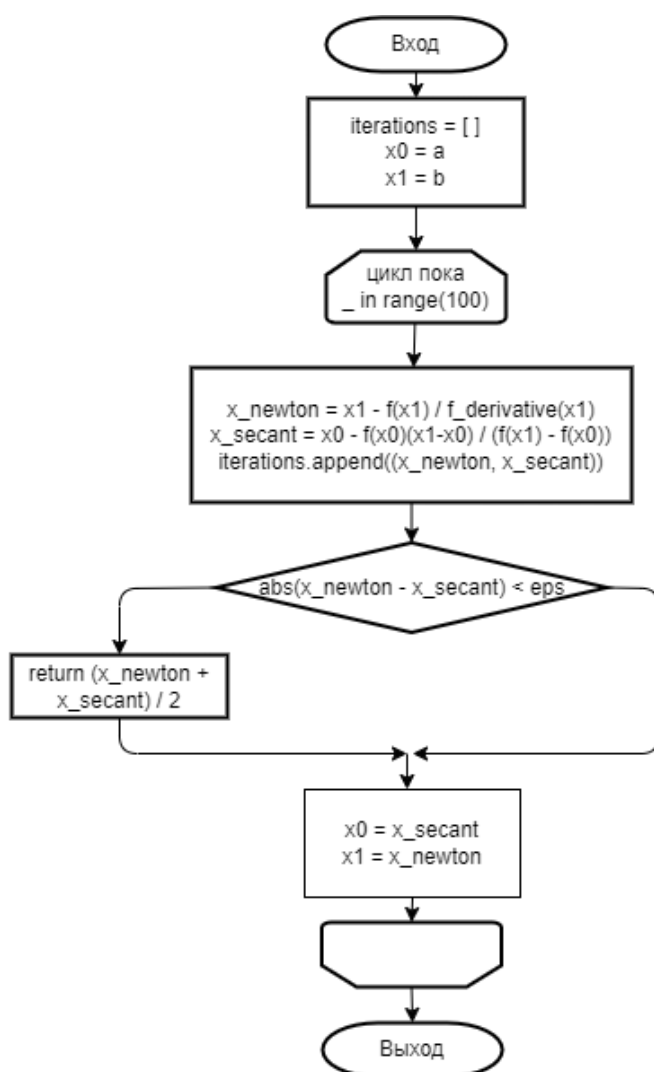 Вход
iterations = [ ]
x0 = a
x1 = b
цикл пока
_ in range(100)
x_newton = x1 - f(x1) / f_derivative(x1)
x_secant = x0 - f(x0)(x1-x0) / (f(x1) - f(x0))
iterations.append((x_newton, x_secant))
abs(x_newton - x_secant) < eps
return (x_newton +
x_secant) / 2
x0 = x_secant
x1 = x_newton
Выход